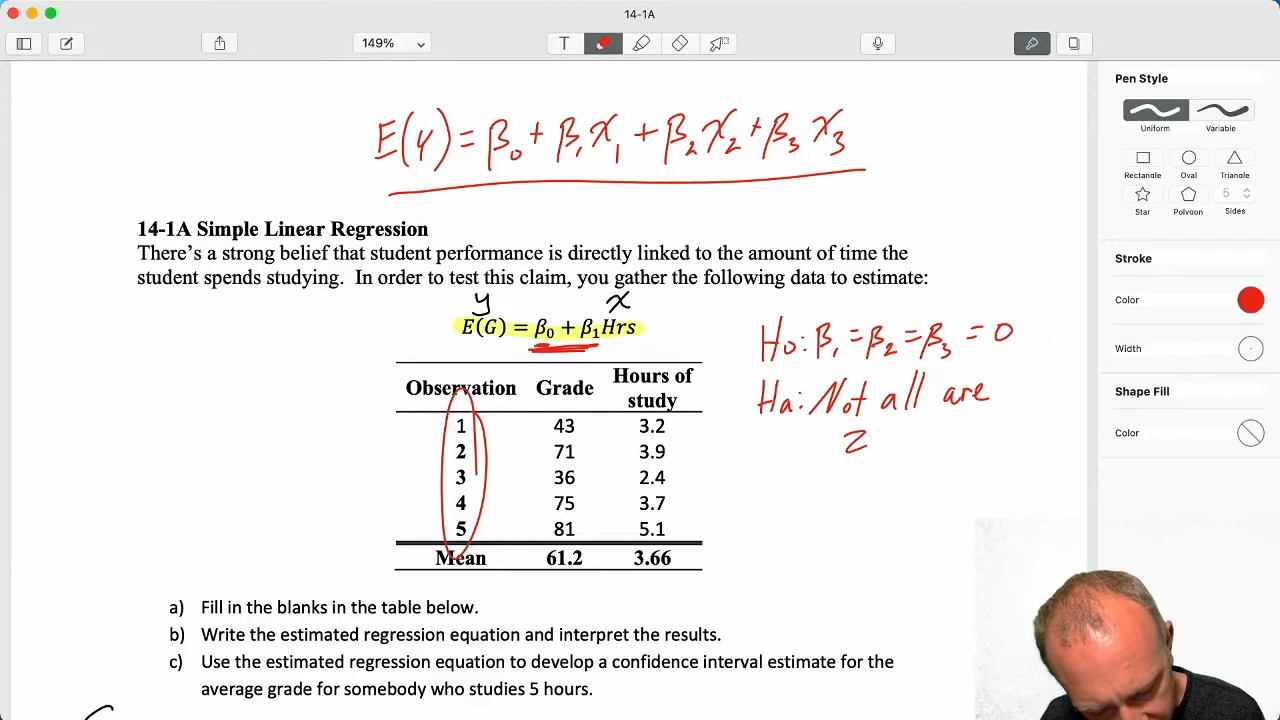 14-1A
149%
T
E(Y) = β₀ + β₁X₁ + β₂X₂ + β₃X₃
14-1A Simple Linear Regression
There's a strong belief that student performance is directly linked to the amount of time the
student spends studying. In order to test this claim, you gather the following data to estimate:
y x
E(G) = β₀ + β₁Hrs
Observation Grade Hours of study
1 43 3.2
2 71 3.9
3 36 2.4
4 75 3.7
5 81 5.1
Mean 61.2 3.66
Ho: β₁ = β₂ = β₃ = 0
Ha: Not all are
Z
a) Fill in the blanks in the table below.
b) Write the estimated regression equation and interpret the results.
c) Use the estimated regression equation to develop a confidence interval estimate for the
average grade for somebody who studies 5 hours.
Pen Style
Uniform Variable
Rectangle Oval Triangle
5
Star Polygon Sides
Stroke
Color
Width
Shape Fill
Color